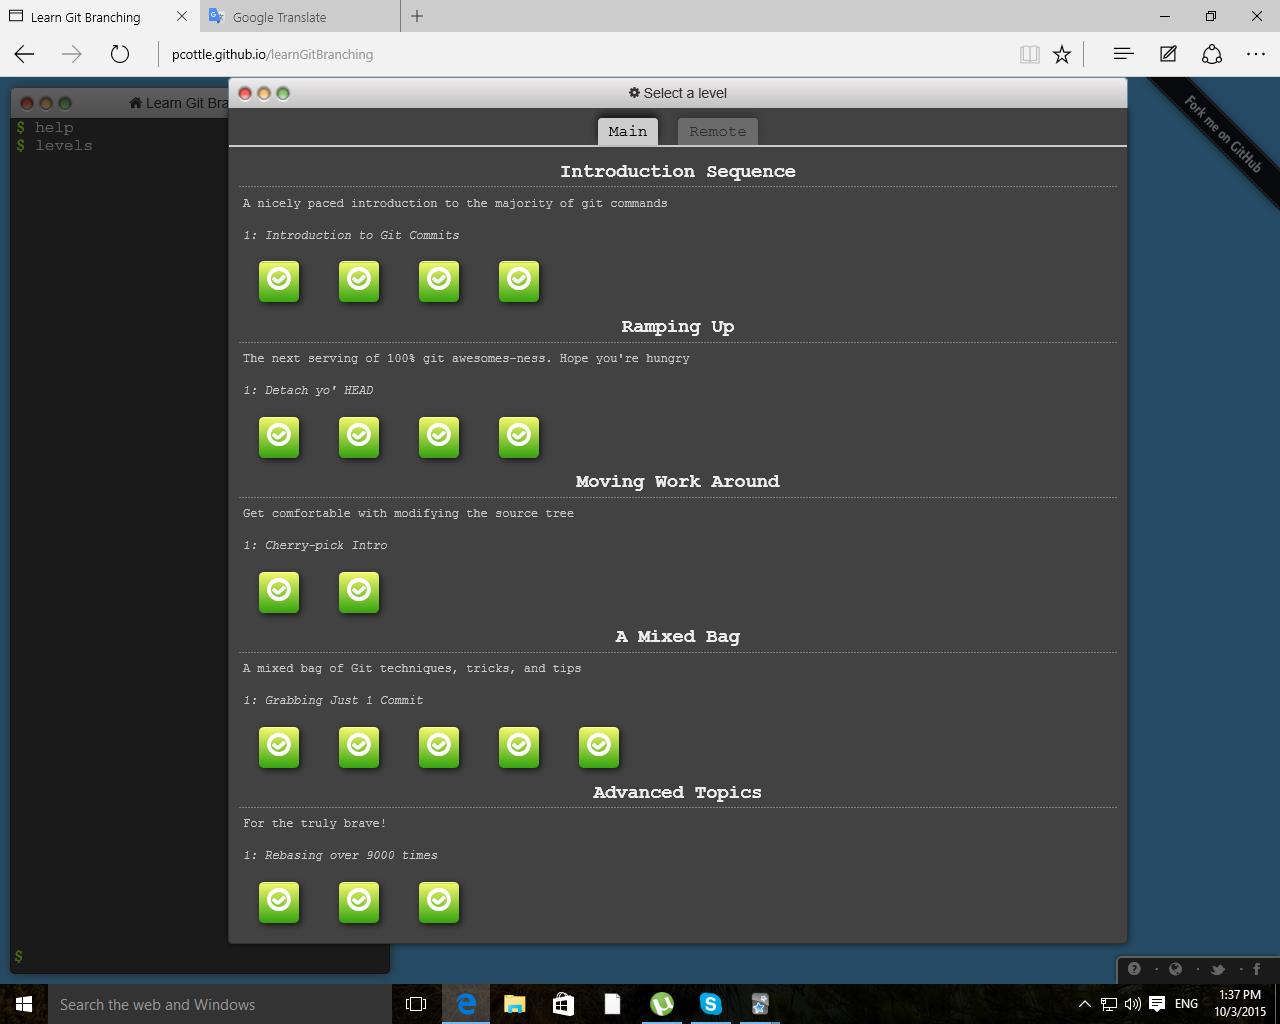 Learn Git Branching
Google Translate
pcottle.github.io/learnGitBranching
Learn Git Bra
$ help
$ levels
$
Select a level
Main
Remote
Introduction Sequence
A nicely paced introduction to the majority of git commands
1: Introduction to Git Commits
Ramping Up
The next serving of 100% git awesomes-ness. Hope you're hungry
1: Detach yo' HEAD
Moving Work Around
Get comfortable with modifying the source tree
1: Cherry-pick Intro
A Mixed Bag
A mixed bag of Git techniques, tricks, and tips
1: Grabbing Just 1 Commit
Advanced Topics
For the truly brave!
1: Rebasing over 9000 times
Fork me on GitHub
Search the web and Windows
ENG
1:37 PM
10/3/2015